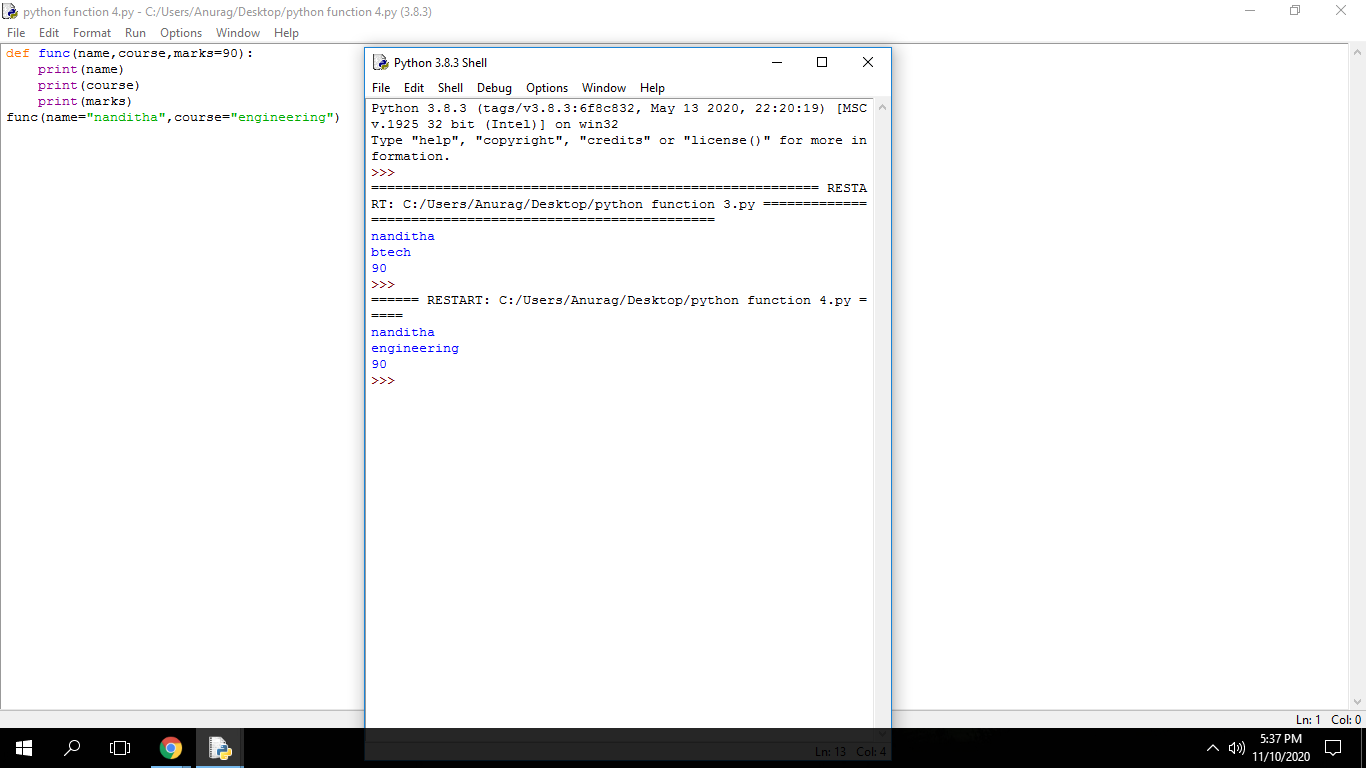 python function 4.py - C:/Users/Anurag/Desktop/python function 4.py (3.8.3)
File Edit Format Run Options Window Help
def func(name,course,marks=90):
    print(name)
    print(course)
    print(marks)
func(name="nanditha",course="engineering")
Python 3.8.3 Shell
File Edit Shell Debug Options Window Help
Python 3.8.3 (tags/v3.8.3:6f8c832, May 13 2020, 22:20:19) [MSC
v.1925 32 bit (Intel)] on win32
Type "help", "copyright", "credits" or "license()" for more in
formation.
>>>
======================================================== RESTA
RT: C:/Users/Anurag/Desktop/python function 3.py =============
===========================================
nanditha
btech
90
>>>
====== RESTART: C:/Users/Anurag/Desktop/python function 4.py =
====
nanditha
engineering
90
>>>
Ln: 13 Col: 4
Ln: 1 Col: 0
5:37 PM
11/10/2020